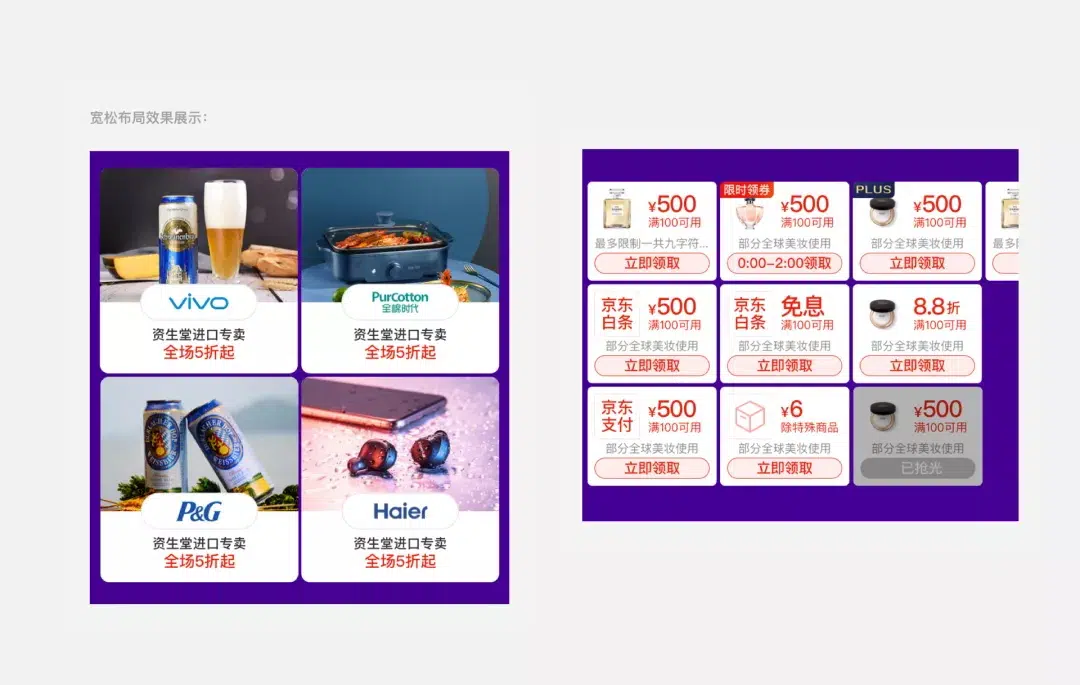 宽松布局效果展示：
vivo
资生堂进口专卖
全场5折起
PurCotton
全棉时代
资生堂进口专卖
全场5折起
P&G
资生堂进口专卖
全场5折起
Haier
资生堂进口专卖
全场5折起
¥500
满100可用
最多限制一共九字符...
立即领取
限时领券
¥500
满100可用
部分全球美妆使用
0:00-2:00领取
PLUS
¥500
满100可用
部分全球美妆使用
立即领取
最多
京东
白条
¥500
满100可用
部分全球美妆使用
立即领取
京东
白条
免息
满100可用
部分全球美妆使用
立即领取
8.8折
满100可用
部分全球美妆使用
立即领取
京东
支付
¥500
满100可用
部分全球美妆使用
立即领取
¥6
除特殊商品
部分全球美妆使用
立即领取
¥500
满100可用
部分全球美妆使用
已抢光